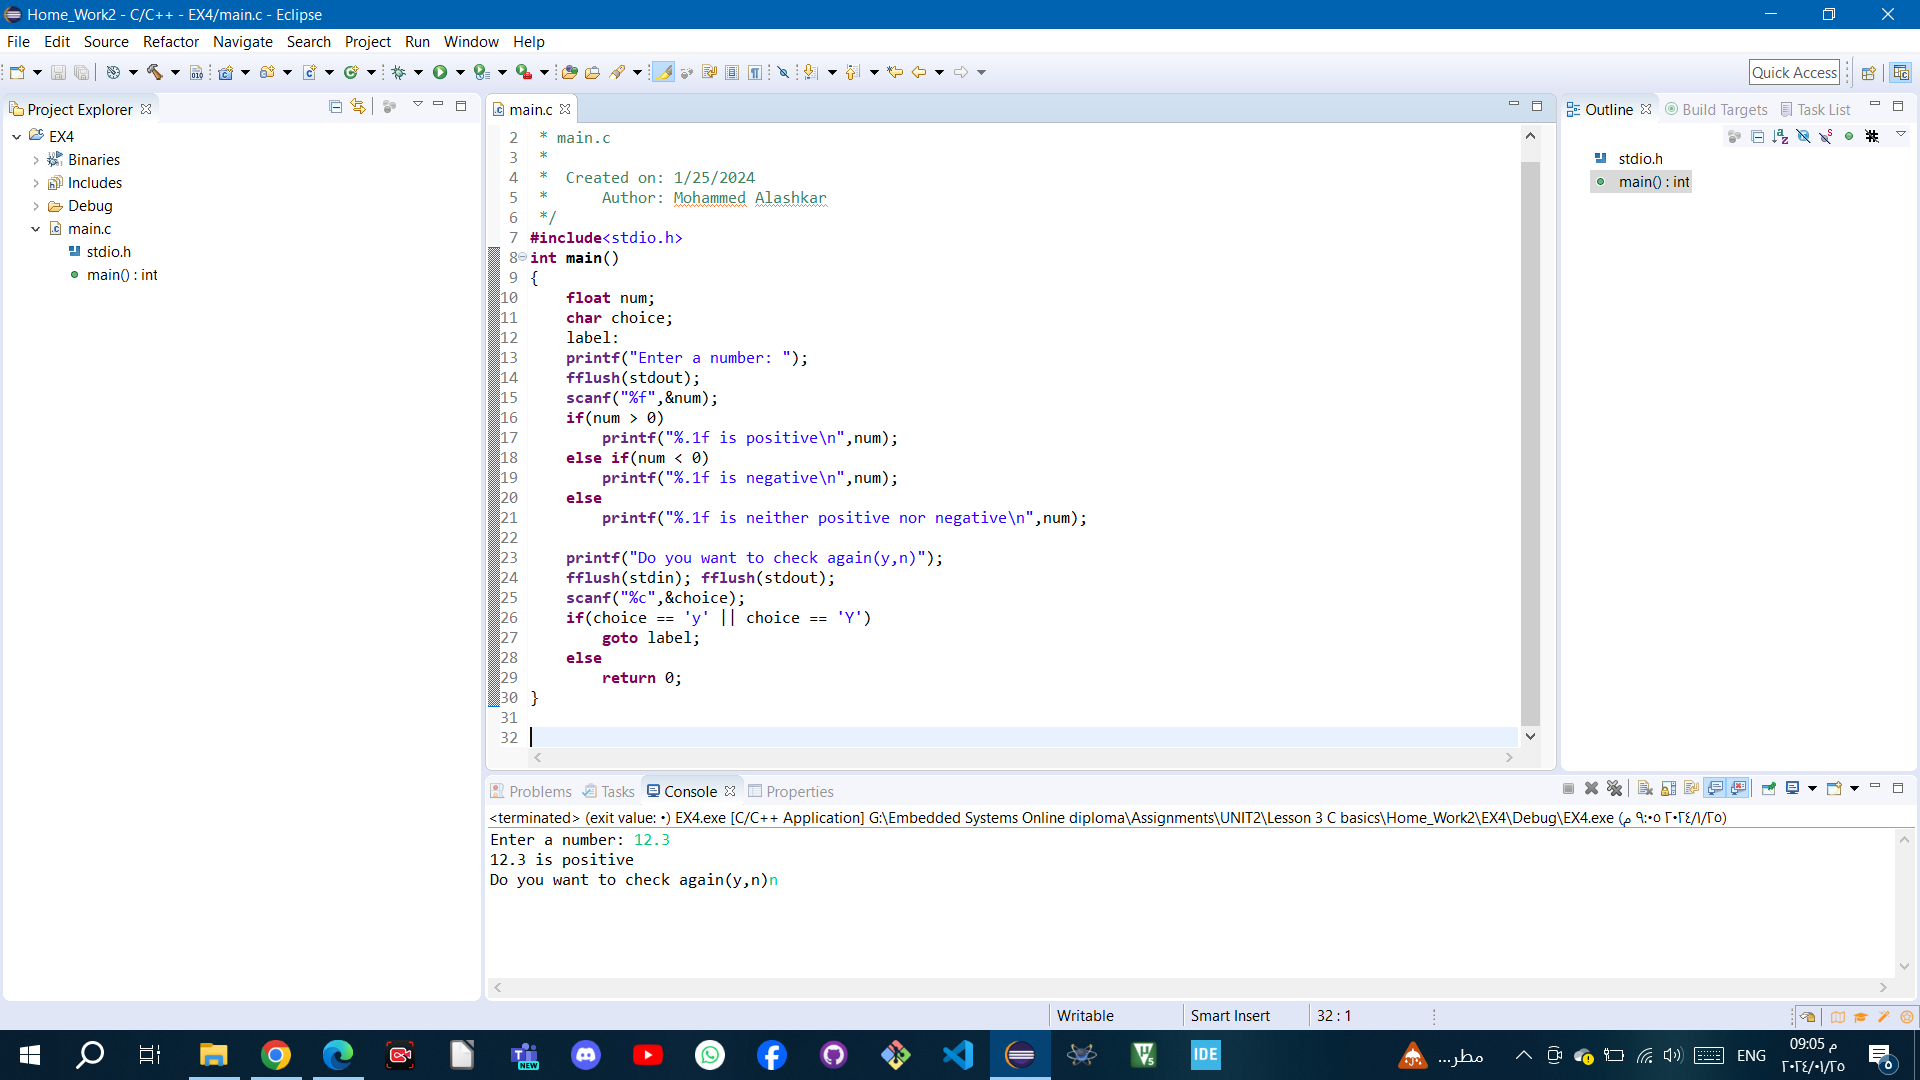 Home_Work2 - C/C++ - EX4/main.c - Eclipse
File Edit Source Refactor Navigate Search Project Run Window Help
Quick Access
Project Explorer
EX4
Binaries
Includes
Debug
main.c
stdio.h
main() : int
main.c
2 * main.c
3 *
4 * Created on: 1/25/2024
5 * Author: Mohammed Alashkar
6 */
7 #include<stdio.h>
8 int main()
9 {
10 float num;
11 char choice;
12 label:
13 printf("Enter a number: ");
14 fflush(stdout);
15 scanf("%f",&num);
16 if(num > 0)
17 printf("%.1f is positive\n",num);
18 else if(num < 0)
19 printf("%.1f is negative\n",num);
20 else
21 printf("%.1f is neither positive nor negative\n",num);
22
23 printf("Do you want to check again(y,n)");
24 fflush(stdin); fflush(stdout);
25 scanf("%c",&choice);
26 if(choice == 'y' || choice == 'Y')
27 goto label;
28 else
29 return 0;
30 }
31
32
Outline Build Targets Task List
stdio.h
main() : int
Problems Tasks Console Properties
<terminated> (exit value: ٠) EX4.exe [C/C++ Application] G:\Embedded Systems Online diploma\Assignments\UNIT2\Lesson 3 C basics\Home_Work2\EX4\Debug\EX4.exe (٢٠٢٤/١/٢٥ ٩:٠٥ م)
Enter a number: 12.3
12.3 is positive
Do you want to check again(y,n)n
Writable Smart Insert 32 : 1
NEW
IDE
مطر...
ENG
09:05 م
٢٠٢٤/٠١/٢٥
٥